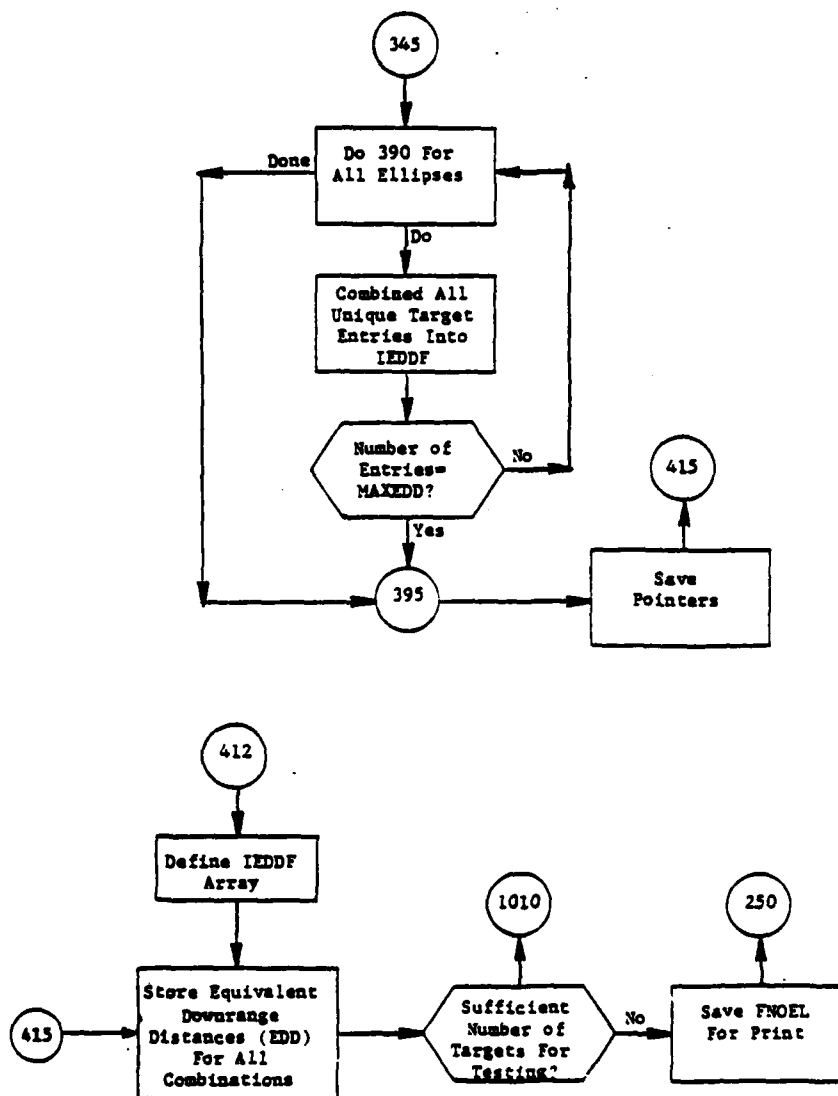 345
Done
Do 390 For
All Ellipses
Do
Combined All
Unique Target
Entries Into
IEDDF
Number of
Entries=
MAXEDD?
No
Yes
415
395
Save
Pointers
412
Define IEDDF
Array
1010
250
415
Store Equivalent
Downrange
Distances (EDD)
For All
Combinations
Sufficient
Number of
Targets For
Testing?
No
Save FNOEL
For Print